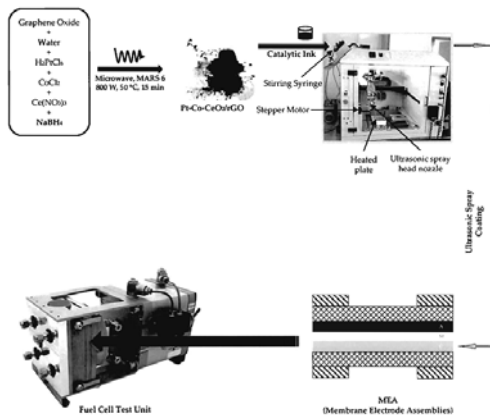 Graphene Oxide
+
Water
+
H₂PtCl₆
+
CoCl₂
+
Ce(NO₃)₃
+
NaBH₄
Microwave, MARS 6
800 W, 50 °C, 15 min
Pt-Co-CeO₂/rGO
Catalytic Ink
Stirring Syringe
Stepper Motor
Heated
plate
Ultrasonic spray
head nozzle
Ultrasonic Spray
Coating
MEA
(Membrane Electrode Assemblies)
Fuel Cell Test Unit